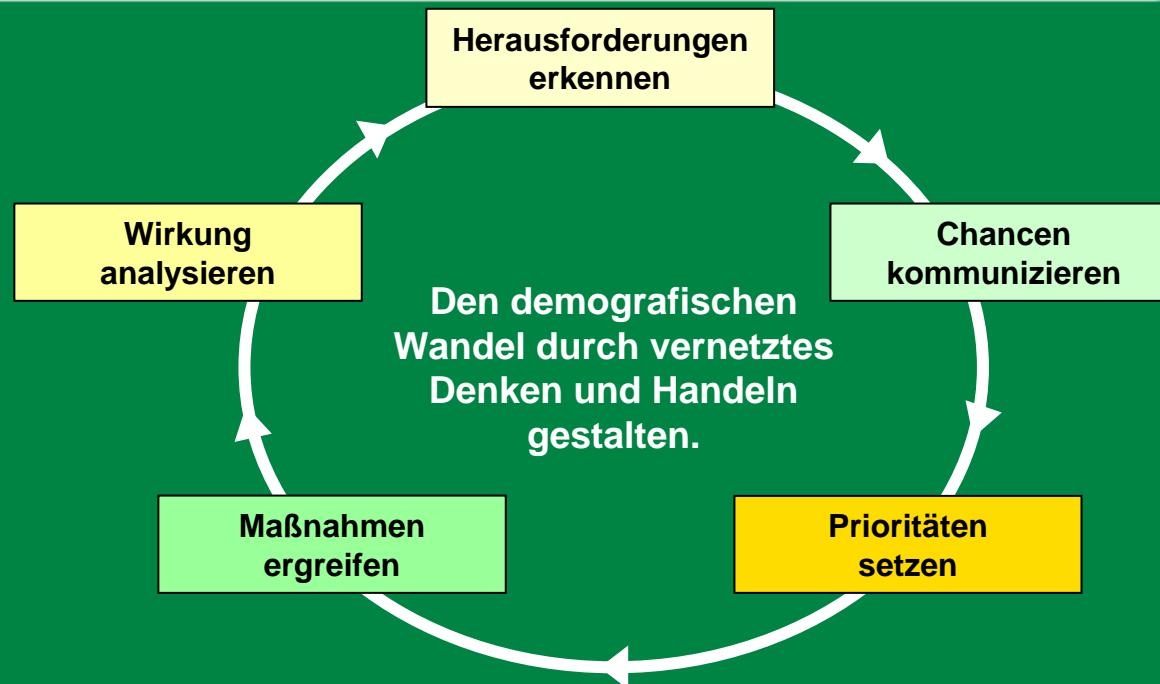 Herausforderungen
erkennen
Chancen
kommunizieren
Prioritäten
setzen
Maßnahmen
ergreifen
Wirkung
analysieren
Den demografischen
Wandel durch vernetztes
Denken und Handeln
gestalten.